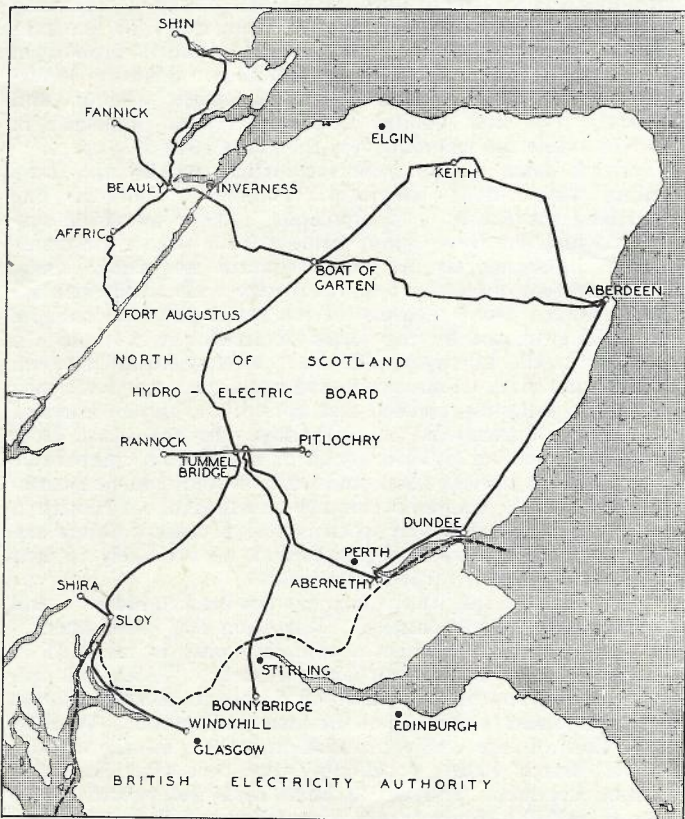 SHIN
FANNICK
ELGIN
KEITH
BEAULY
INVERNESS
AFFRIC
BOAT OF
GARTEN
ABERDEEN
FORT AUGUSTUS
NORTH OF SCOTLAND
HYDRO - ELECTRIC BOARD
RANNOCK
PITLOCHRY
TUMMEL
BRIDGE
DUNDEE
PERTH
ABERNETHY
SHIRA
SLOY
STIRLING
BONNYBRIDGE
WINDYHILL
EDINBURGH
GLASGOW
BRITISH ELECTRICITY AUTHORITY